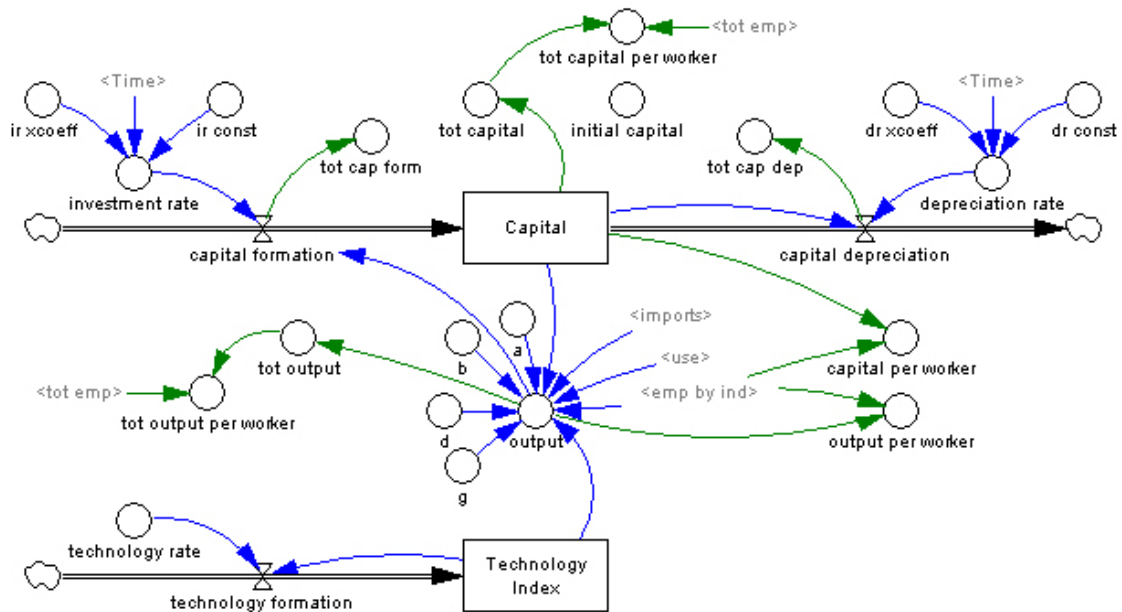 <tot emp>
tot capital per worker
<Time>
<Time>
ir xcoeff
ir const
tot capital
initial capital
dr xcoeff
dr const
tot cap form
tot cap dep
investment rate
depreciation rate
Capital
capital formation
capital depreciation
<imports>
a
b
<use>
tot output
capital per worker
<tot emp>
<emp by ind>
tot output per worker
d
output
output per worker
g
technology rate
Technology
Index
technology formation